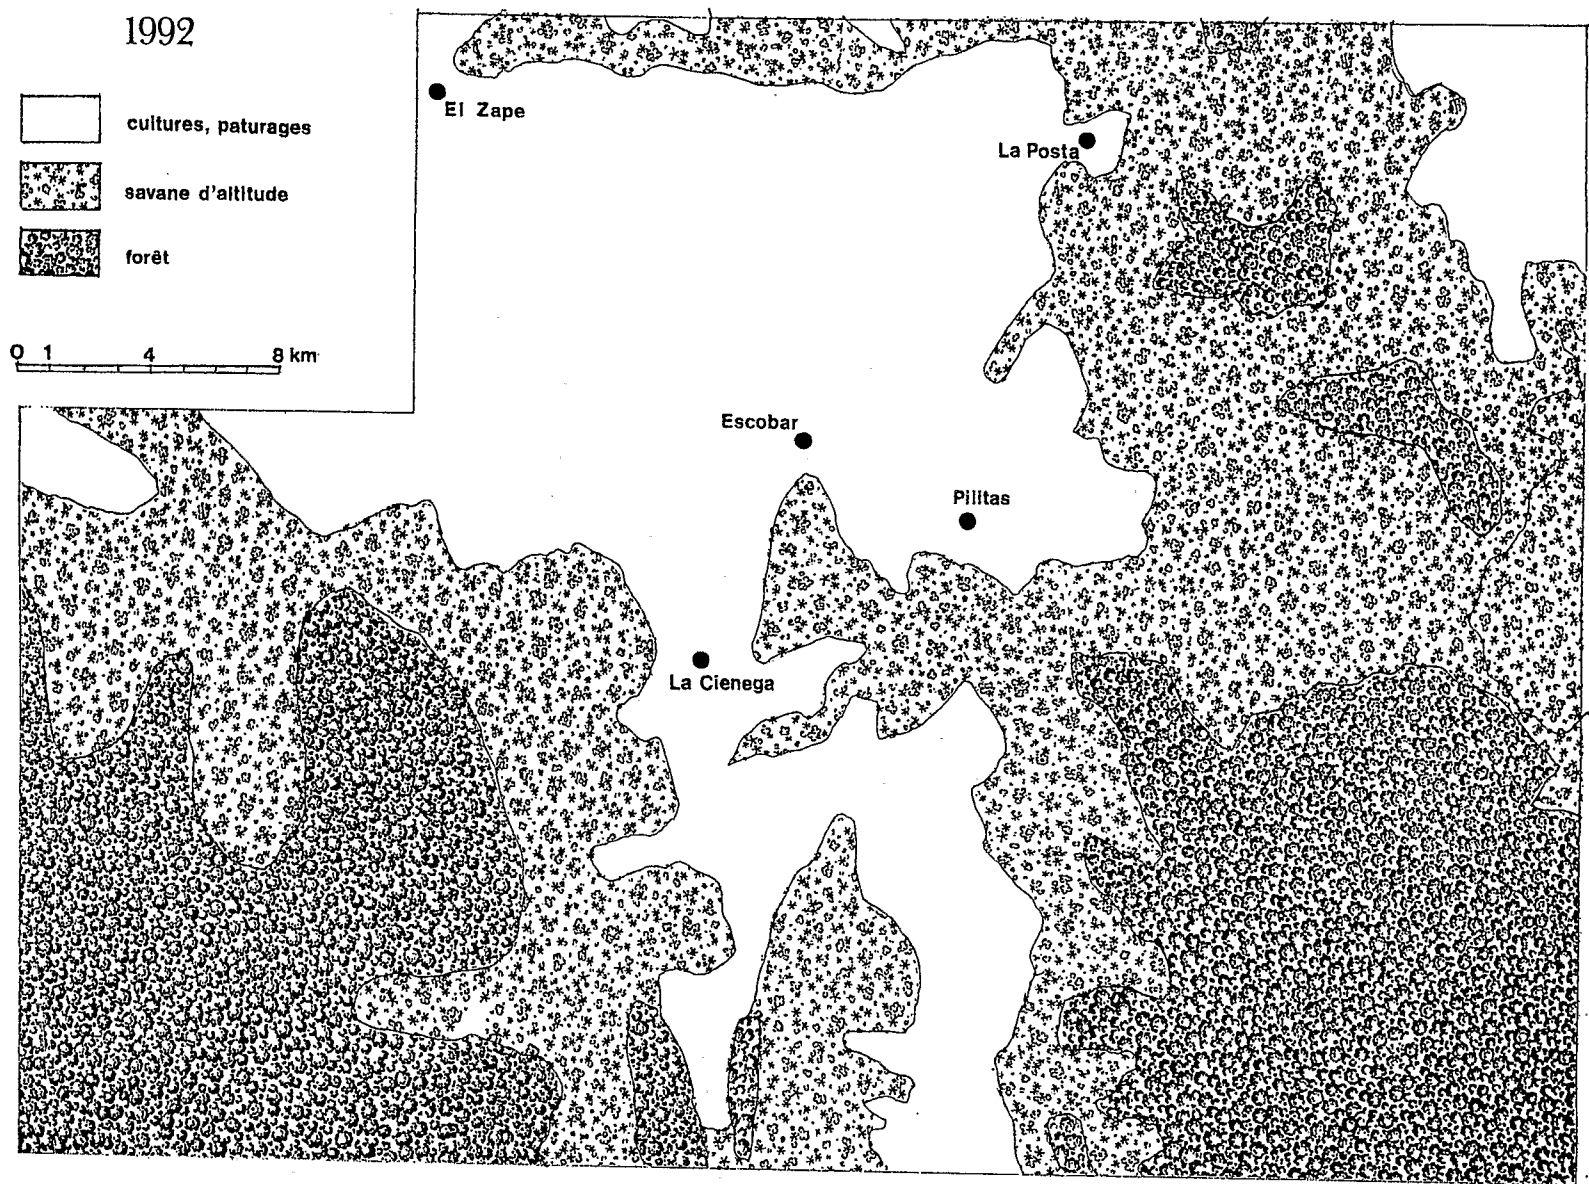 1992
cultures, paturages
savane d'altitude
forêt
0 1 4 8 km
El Zape
La Posta
Escobar
Pilitas
La Cienega